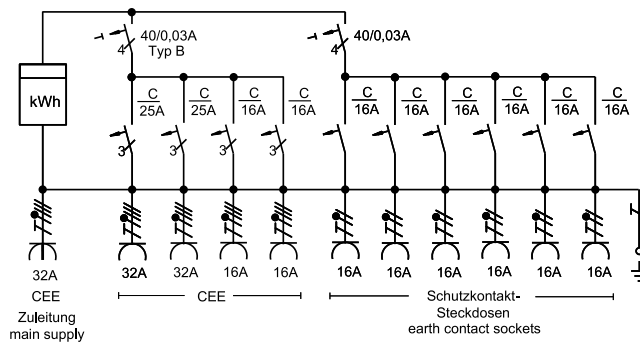 40/0,03A
4
Typ B
40/0,03A
4
kWh
C
25A
C
25A
C
16A
C
16A
C
16A
C
16A
C
16A
C
16A
C
16A
C
16A
3
3
3
3
32A
32A
32A
16A
16A
16A
16A
16A
16A
16A
16A
CEE
CEE
Schutzkontakt-
Steckdosen
earth contact sockets
Zuleitung
main supply